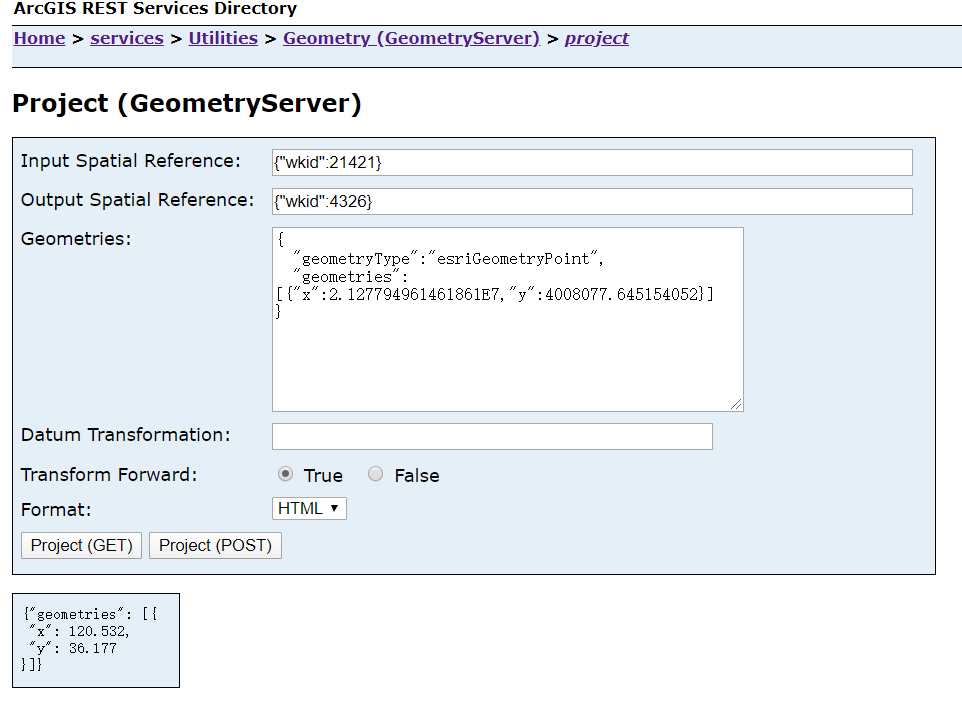 ArcGIS REST Services Directory
Home > services > Utilities > Geometry (GeometryServer) > project
Project (GeometryServer)
Input Spatial Reference: {"wkid":21421}
Output Spatial Reference: {"wkid":4326}
Geometries:
{
"geometryType":"esriGeometryPoint",
"geometries":
[{"x":2.127794961461861E7,"y":4008077.645154052}]
}
Datum Transformation:
Transform Forward: True False
Format: HTML ▼
Project (GET) Project (POST)
{"geometries": [{
"x": 120.532,
"y": 36.177
}]}